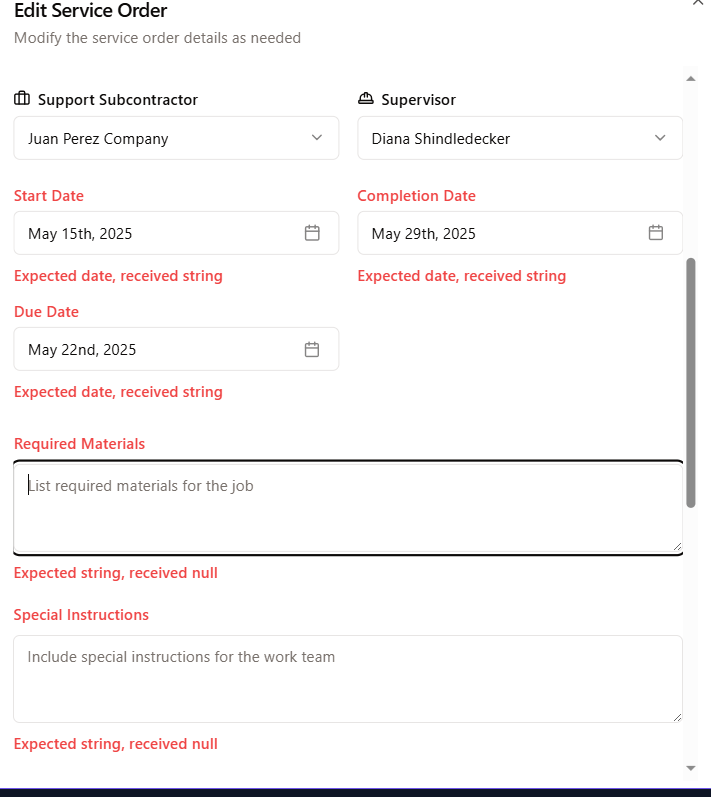 Edit Service Order
Modify the service order details as needed
Support Subcontractor
Supervisor
Juan Perez Company
Diana Shindledecker
Start Date
Completion Date
May 15th, 2025
May 29th, 2025
Expected date, received string
Expected date, received string
Due Date
May 22nd, 2025
Expected date, received string
Required Materials
List required materials for the job
Expected string, received null
Special Instructions
Include special instructions for the work team
Expected string, received null